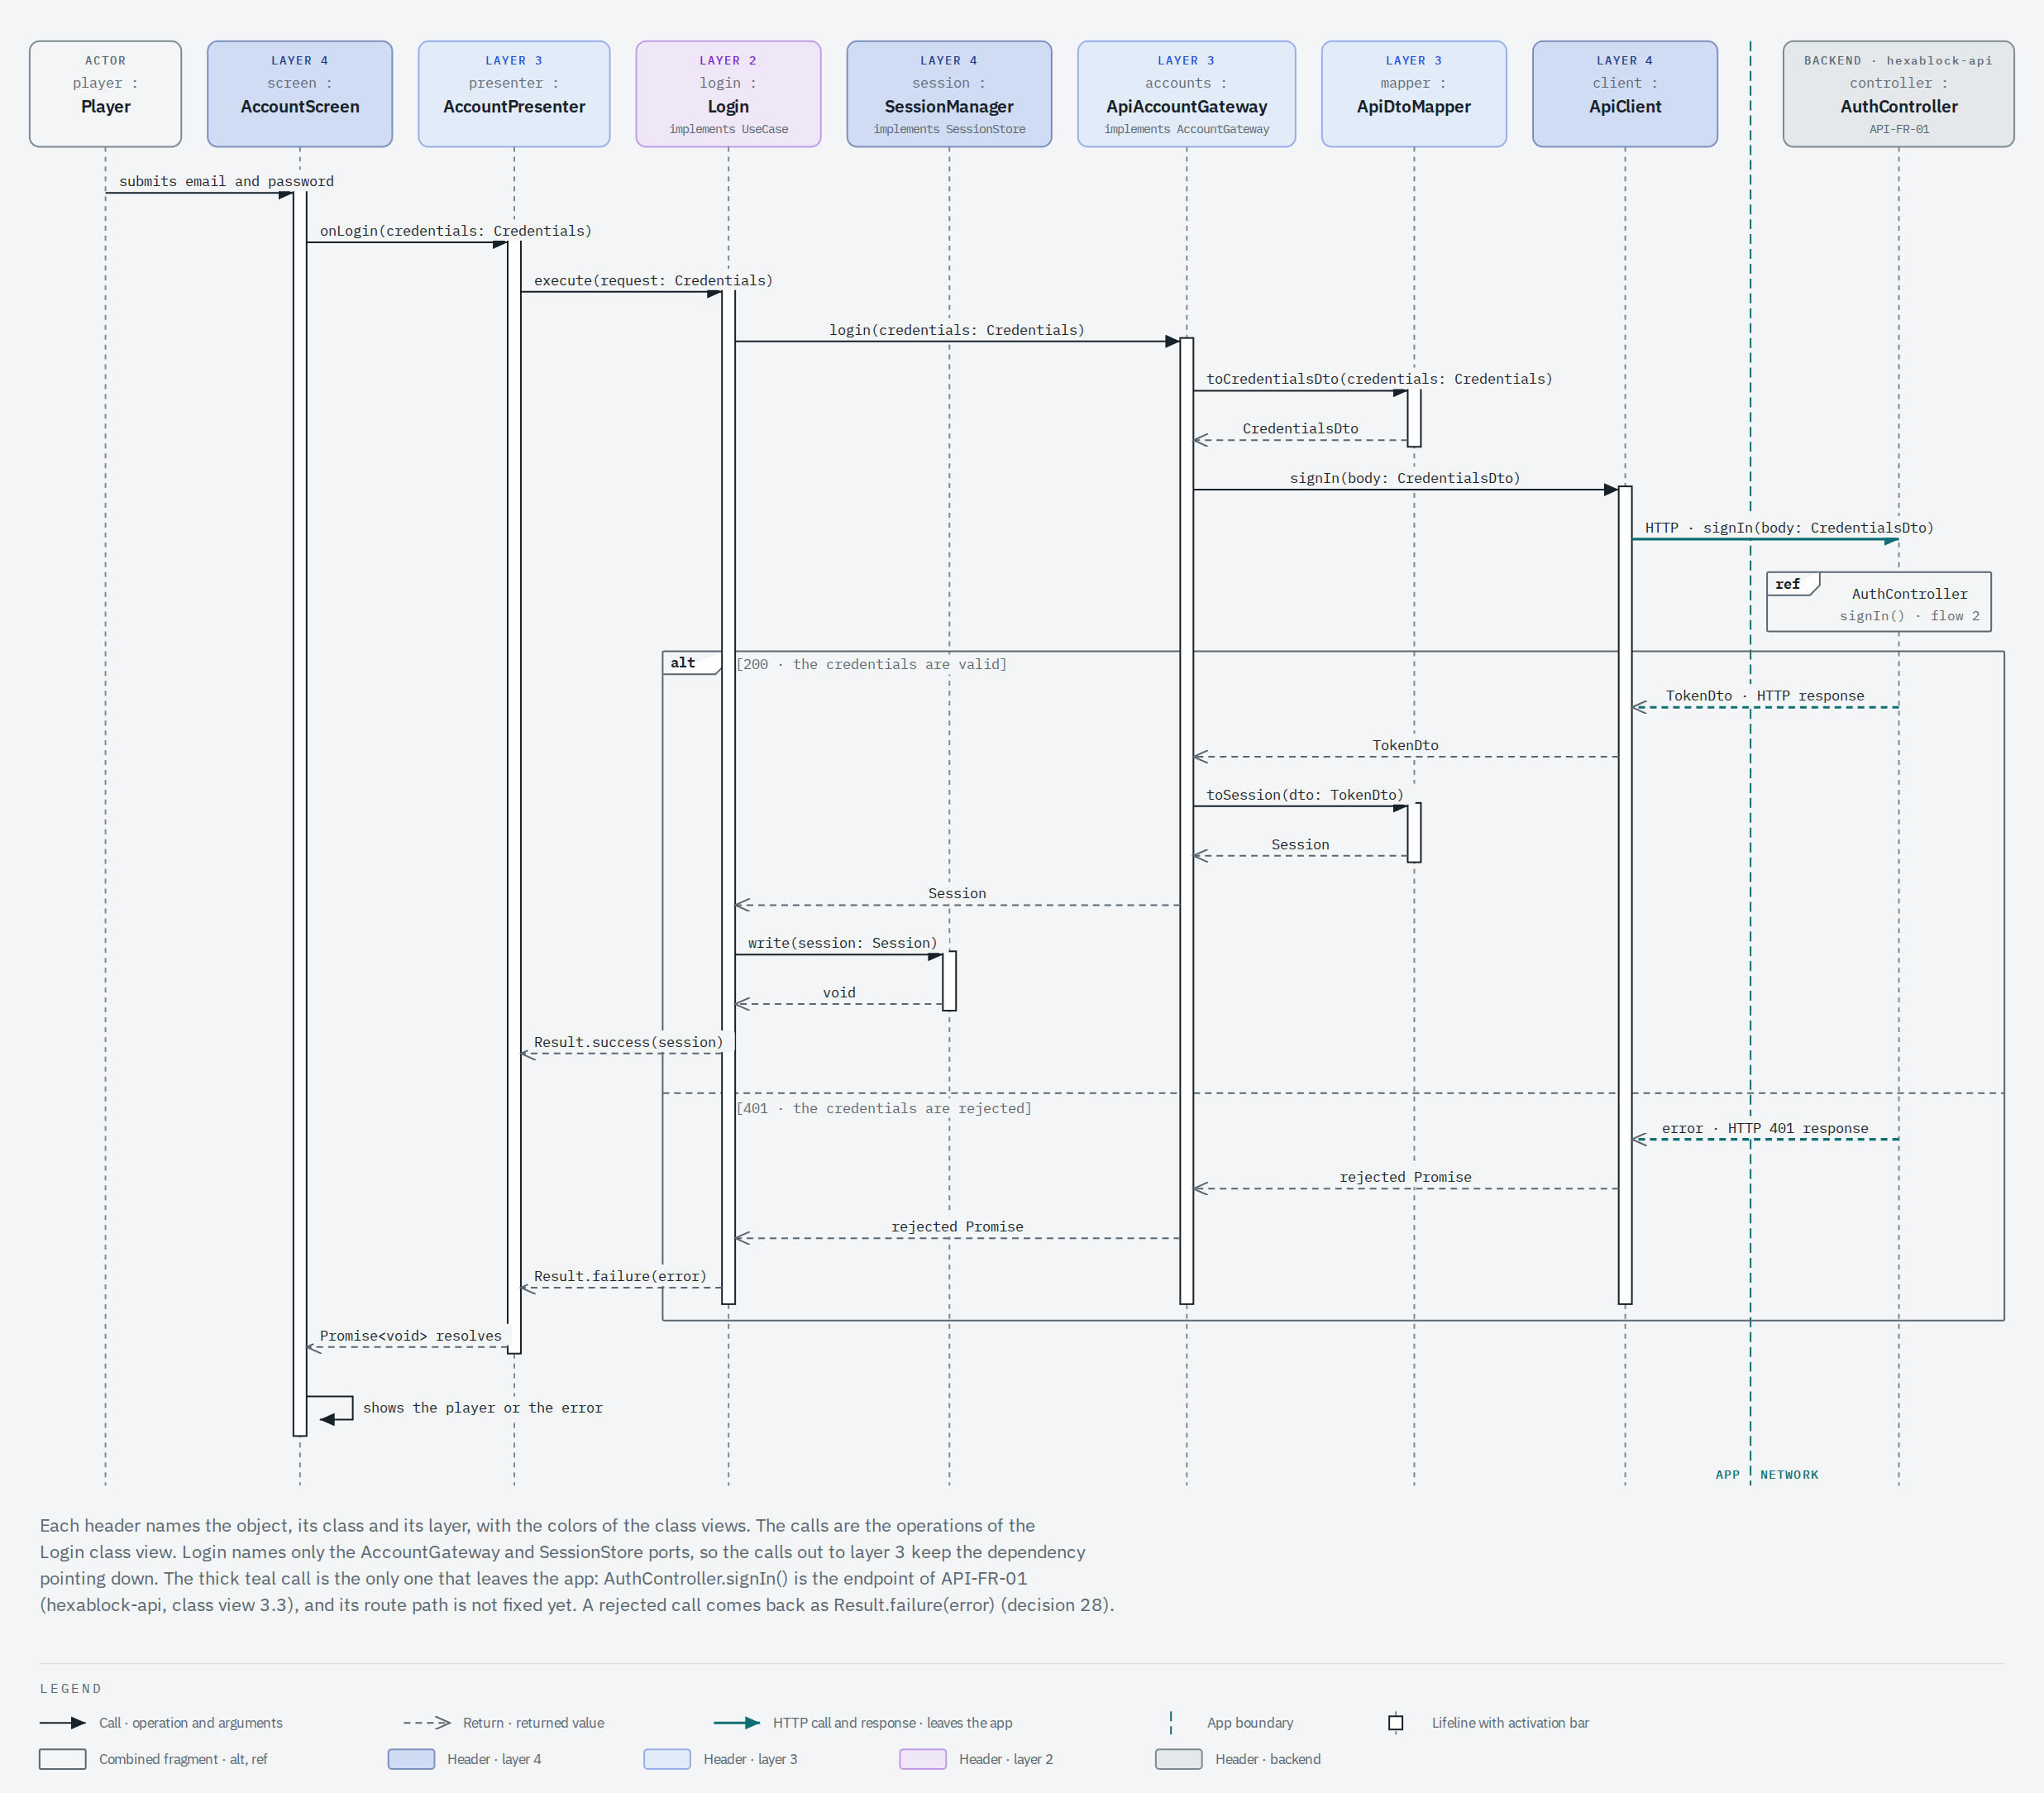 ACTOR
player :
Player
LAYER 4
screen :
AccountScreen
LAYER 3
presenter :
AccountPresenter
LAYER 2
login :
Login
implements UseCase
LAYER 4
session :
SessionManager
implements SessionStore
LAYER 3
accounts :
ApiAccountGateway
implements AccountGateway
LAYER 3
mapper :
ApiDtoMapper
LAYER 4
client :
ApiClient
BACKEND · hexablock-api
controller :
AuthController
API-FR-01
submits email and password
onLogin(credentials: Credentials)
execute(request: Credentials)
login(credentials: Credentials)
toCredentialsDto(credentials: Credentials)
CredentialsDto
signIn(body: CredentialsDto)
HTTP · signIn(body: CredentialsDto)
ref
AuthController
signIn() · flow 2
alt
[200 · the credentials are valid]
TokenDto · HTTP response
TokenDto
toSession(dto: TokenDto)
Session
Session
write(session: Session)
void
Result.success(session)
[401 · the credentials are rejected]
error · HTTP 401 response
rejected Promise
rejected Promise
Result.failure(error)
Promise<void> resolves
shows the player or the error
APP
NETWORK
Each header names the object, its class and its layer, with the colors of the class views. The calls are the operations of the
Login class view. Login names only the AccountGateway and SessionStore ports, so the calls out to layer 3 keep the dependency
pointing down. The thick teal call is the only one that leaves the app: AuthController.signIn() is the endpoint of API-FR-01
(hexablock-api, class view 3.3), and its route path is not fixed yet. A rejected call comes back as Result.failure(error) (decision 28).
LEGEND
Call · operation and arguments
Return · returned value
HTTP call and response · leaves the app
App boundary
Lifeline with activation bar
Combined fragment · alt, ref
Header · layer 4
Header · layer 3
Header · layer 2
Header · backend